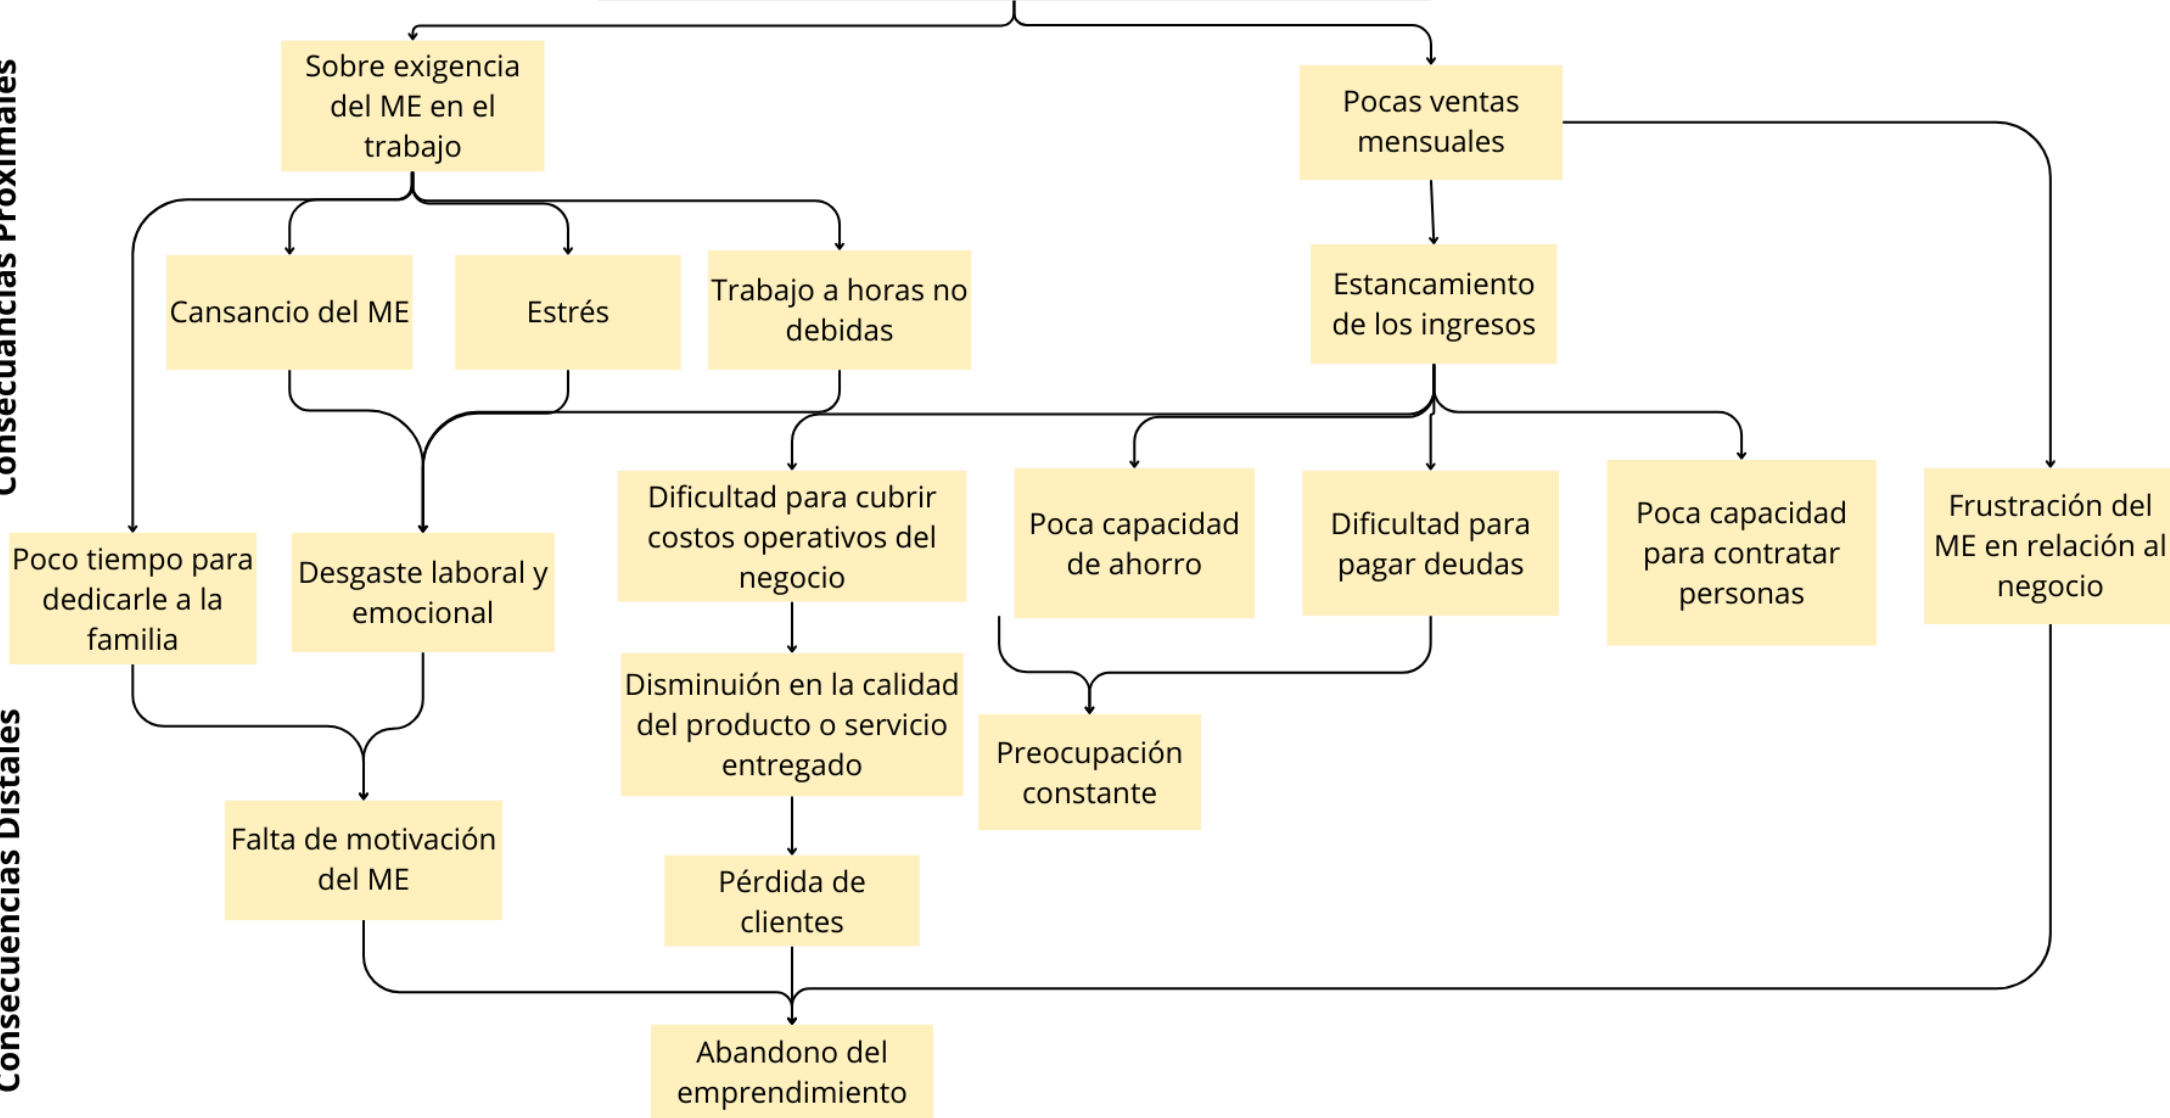 Consecuancias Proximales
Sobre exigencia
del ME en el
trabajo
Pocas ventas
mensuales
Cansancio del ME
Estrés
Trabajo a horas no
debidas
Estancamiento
de los ingresos
Poco tiempo para
dedicarle a la
familia
Desgaste laboral y
emocional
Dificultad para cubrir
costos operativos del
negocio
Poca capacidad
de ahorro
Dificultad para
pagar deudas
Poca capacidad
para contratar
personas
Frustración del
ME en relación al
negocio
Consecuencias Distales
Disminuión en la calidad
del producto o servicio
entregado
Preocupación
constante
Falta de motivación
del ME
Pérdida de
clientes
Abandono del
emprendimiento